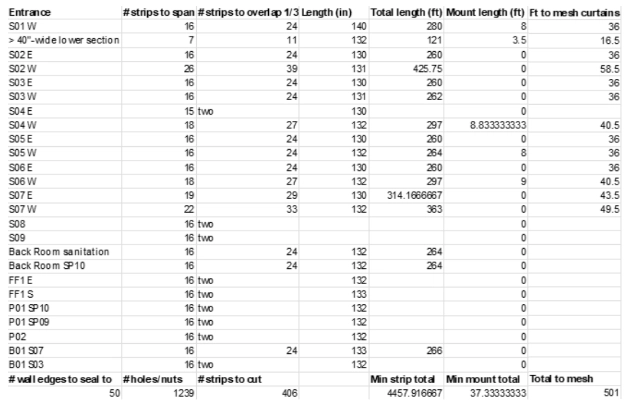 Entrance # strips to span # strips to overlap 1/3 Length (in) Total length (ft) Mount length (ft) Ft to mesh curtains
S01 W 16 24 140 280 8 36
> 40"-wide lower section 7 11 132 121 3.5 16.5
S02 E 16 24 130 260 0 36
S02 W 26 39 131 425.75 0 58.5
S03 E 16 24 130 260 0 36
S03 W 16 24 131 262 0 36
S04 E 15 two 130 0
S04 W 18 27 132 297 8.833333333 40.5
S05 E 16 24 130 260 0 36
S05 W 16 24 132 264 8 36
S06 E 16 24 130 260 0 36
S06 W 18 27 132 297 9 40.5
S07 E 19 29 130 314.1666667 0 43.5
S07 W 22 33 132 363 0 49.5
S08 16 two 0
S09 16 two 0
Back Room sanitation 16 24 132 264 0
Back Room SP10 16 24 132 264 0
FF1 E 16 two 132 0
FF1 S 16 two 133 0
P01 SP10 16 two 132 0
P01 SP09 16 two 132 0
P02 16 two 132 0
B01 S07 16 24 133 266 0
B01 S03 16 two 132 0
# wall edges to seal to # holes/nuts # strips to cut Min strip total Min mount total Total to mesh
50 1239 406 4457.916667 37.33333333 501